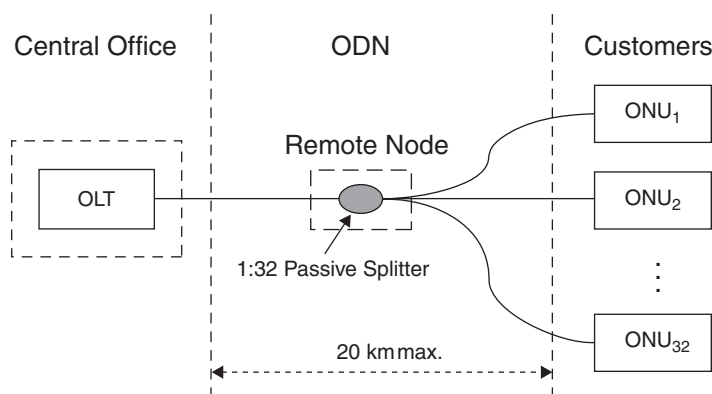 Central Office
ODN
Customers
ONU₁
Remote Node
OLT
ONU₂
1:32 Passive Splitter
⋮
ONU₃₂
20 km max.